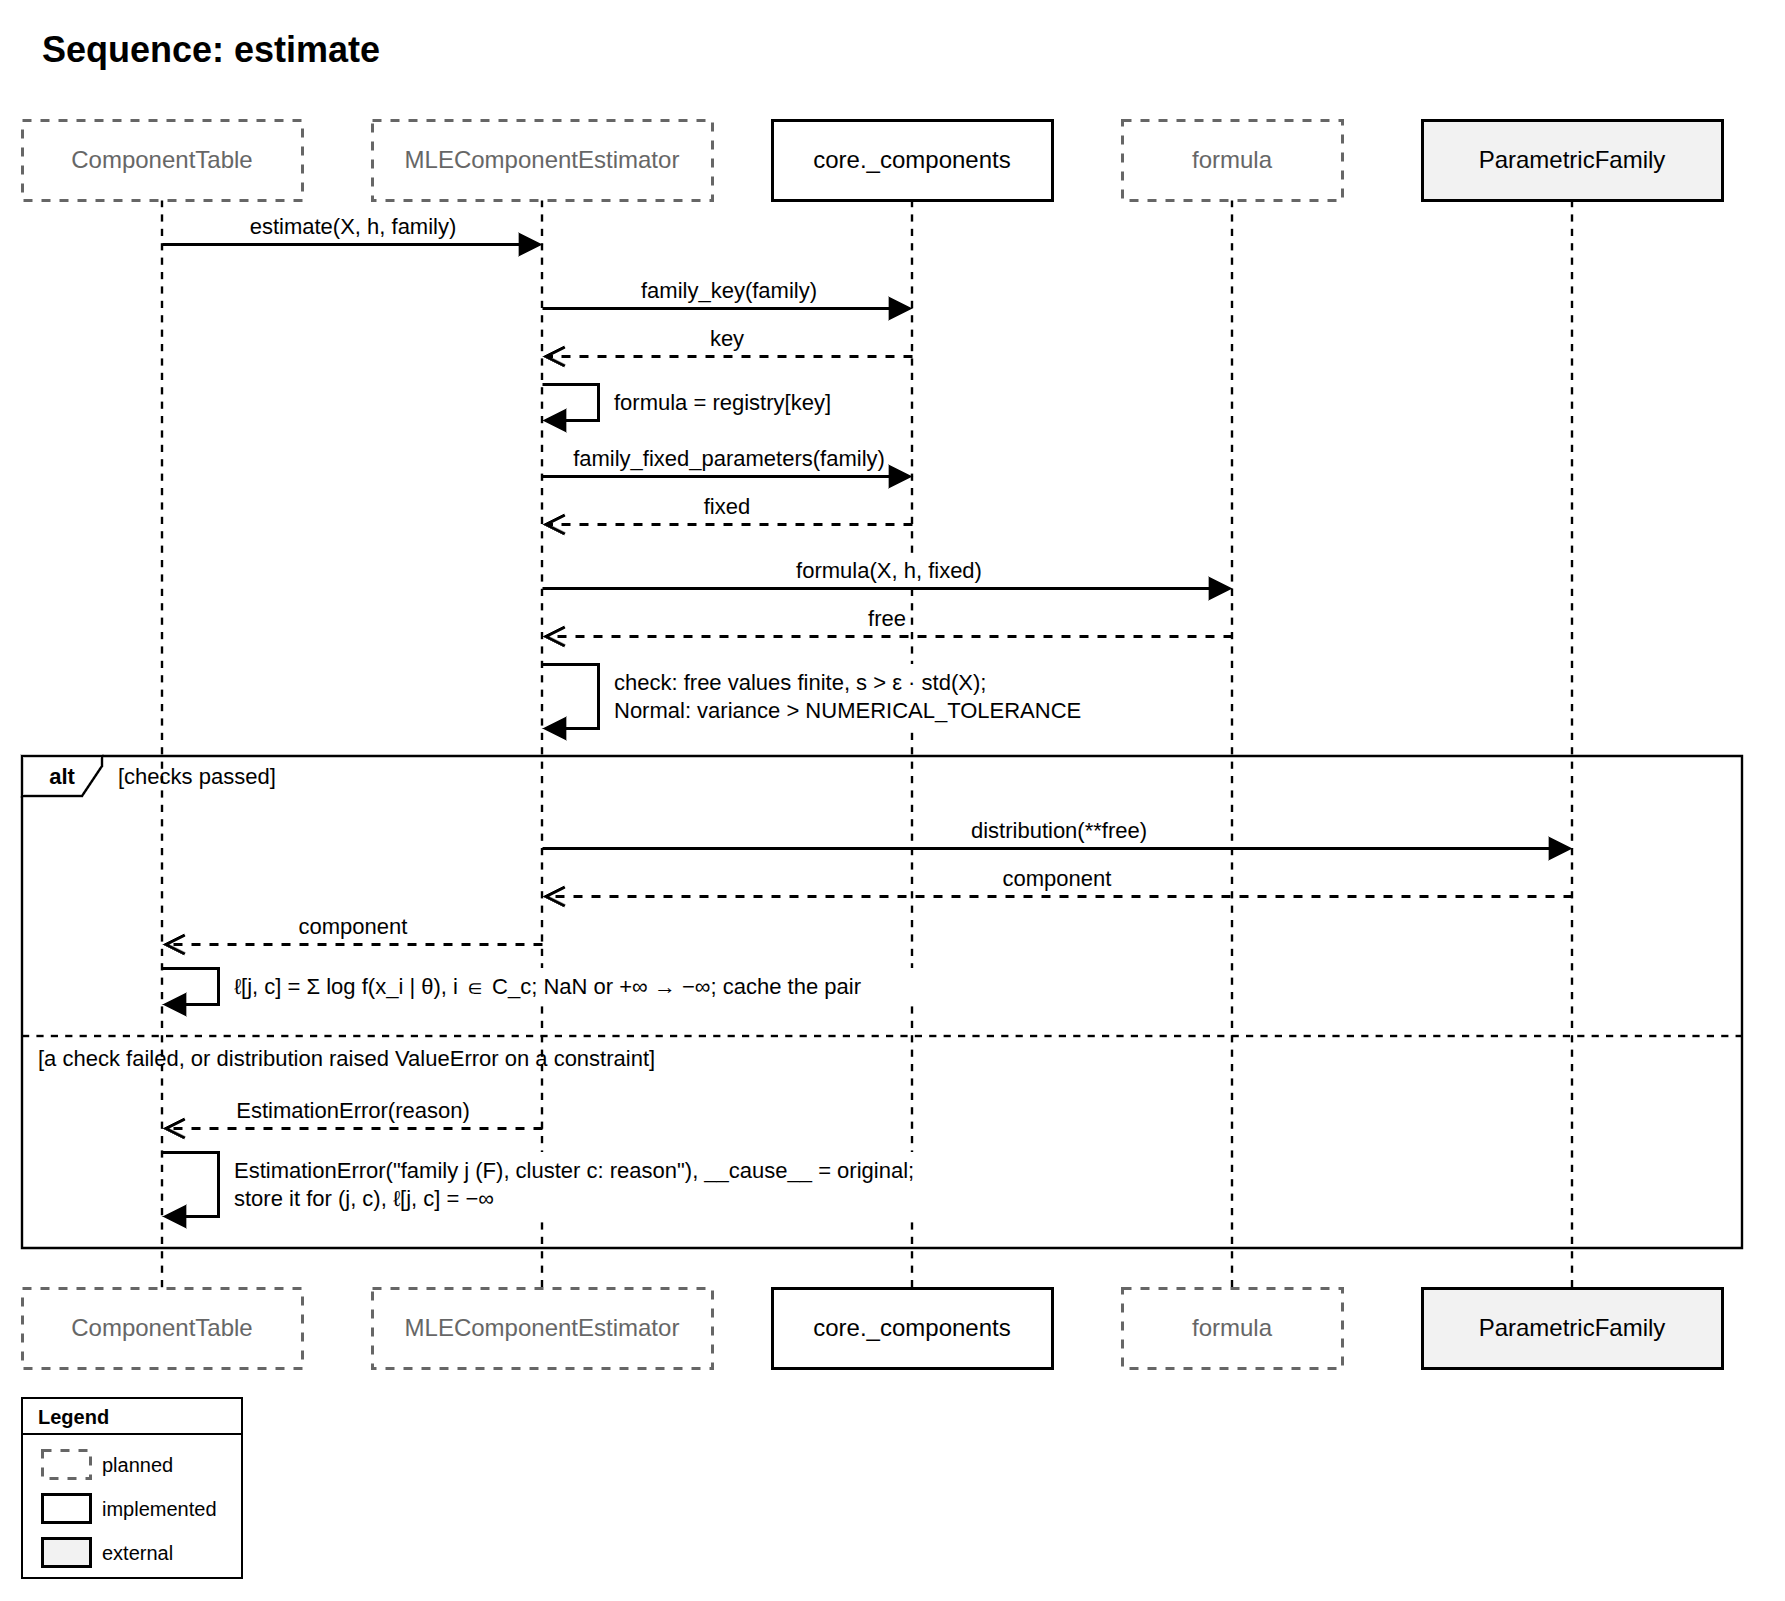 Sequence: estimate
ComponentTable
MLEComponentEstimator
core._components
formula
ParametricFamily
estimate(X, h, family)
family_key(family)
key
formula = registry[key]
family_fixed_parameters(family)
fixed
formula(X, h, fixed)
free
check: free values finite, s > ε · std(X);
Normal: variance > NUMERICAL_TOLERANCE
alt [checks passed]
distribution(**free)
component
component
ℓ[j, c] = Σ log f(x_i | θ), i ∈ C_c; NaN or +∞ → −∞; cache the pair
[a check failed, or distribution raised ValueError on a constraint]
EstimationError(reason)
EstimationError("family j (F), cluster c: reason"), __cause__ = original;
store it for (j, c), ℓ[j, c] = −∞
ComponentTable
MLEComponentEstimator
core._components
formula
ParametricFamily
Legend
planned
implemented
external